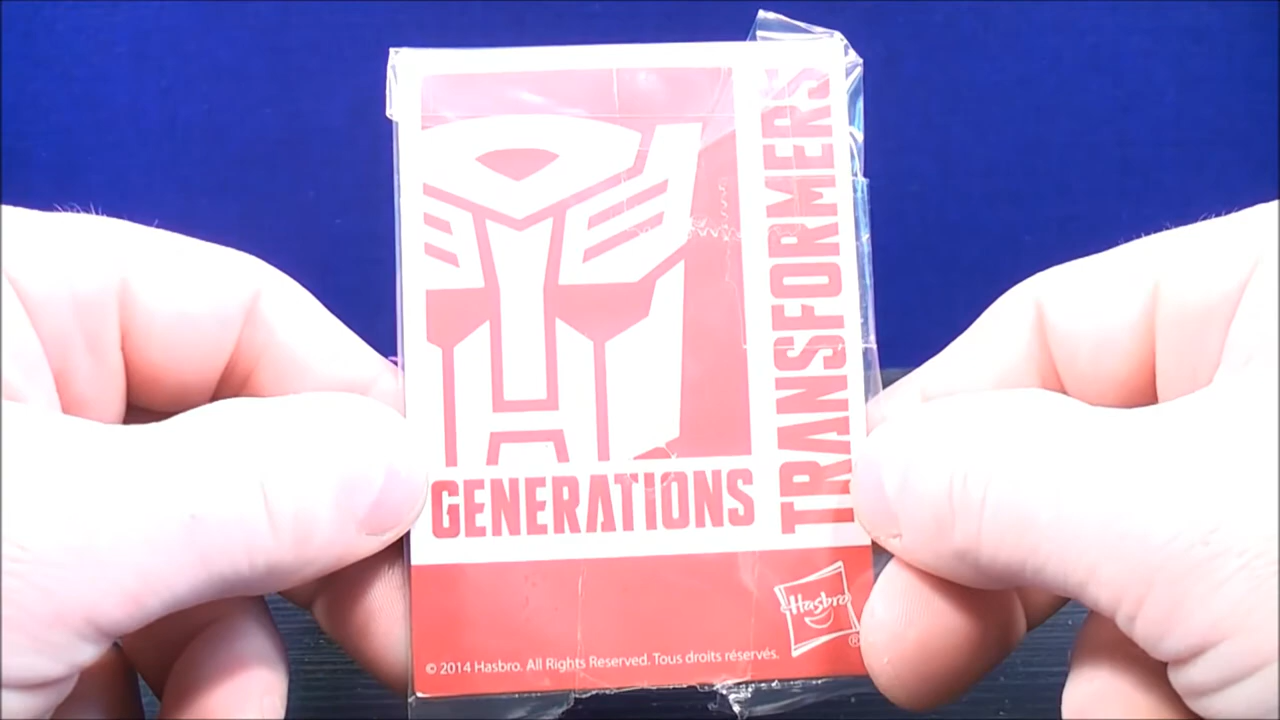 GENERATIONS
TRANSFORMERS
Hasbro
®
© 2014 Hasbro. All Rights Reserved. Tous droits réservés.